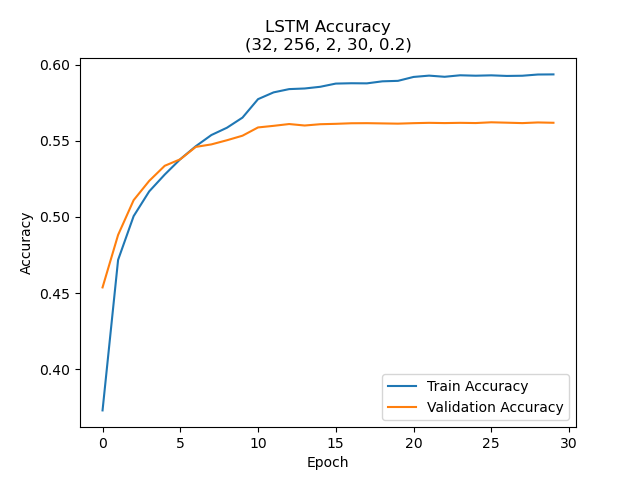 LSTM Accuracy
(32, 256, 2, 30, 0.2)
0.60
0.55
0.50
0.45
0.40
Accuracy
0 5 10 15 20 25 30
Epoch
Train Accuracy
Validation Accuracy